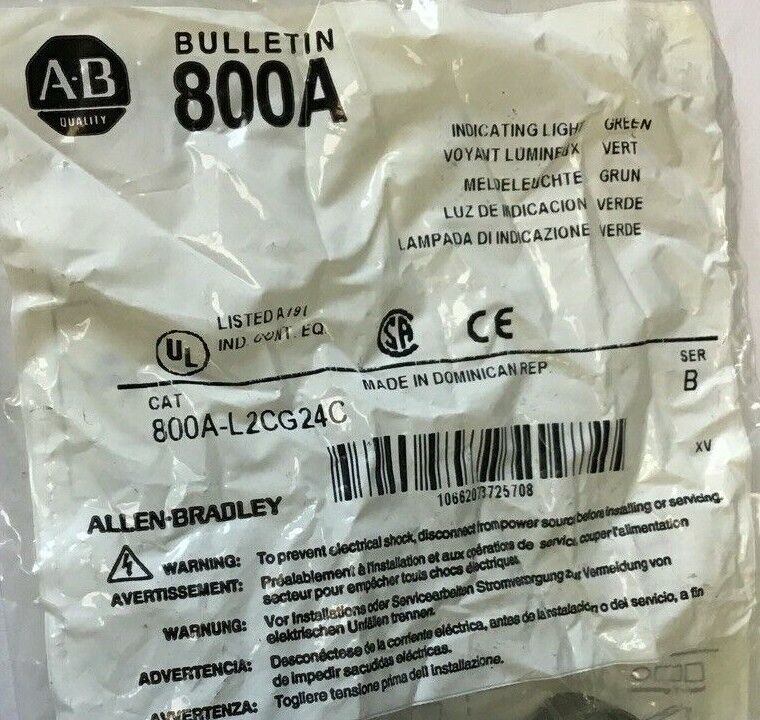 A-B
QUALITY
BULLETIN
800A
INDICATING LIGHT GREEN
VOYANT LUMINEUX VERT
MELDELEUCHTE GRUN
LUZ DE INDICACION VERDE
LAMPADA DI INDICAZIONE VERDE
UL
LISTED A791
IND. CONT. EQ.
SA
CE
MADE IN DOMINICAN REP.
SER
B
CAT
800A-L2CG24C
XV
10662073725708
ALLEN-BRADLEY
WARNING: To prevent electrical shock, disconnect from power source before installing or servicing.
AVERTISSEMENT: Préalablement à l'installation et aux opérations de service, couper l'alimentation
secteur pour empêcher touts chocs électriques.
WARNUNG: Vor Installations oder Servicearbeiten Stromversorgung zur Vermeidung von
elektrischen Unfällen trennen.
ADVERTENCIA: Desconéctese de la corriente eléctrica, antes de la instalación o del servicio, a fin
de impedir sacudidas eléctricas.
AVVERTENZA: Togliere tensione prima dell installazione.